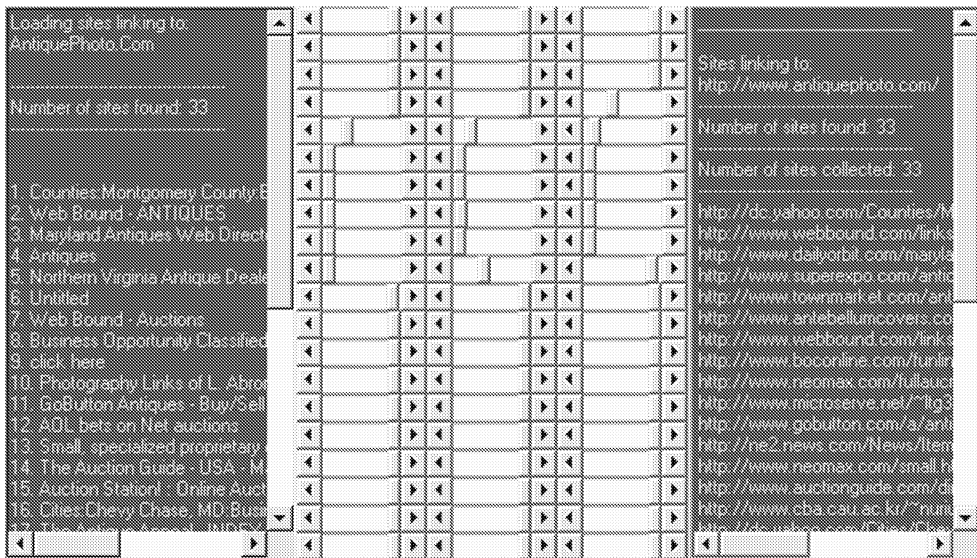 Loading sites linking to:
AntiquePhoto.Com
Number of sites found: 33
1. Counties:Montgomery County:B
2. Web Bound - ANTIQUES
3. Maryland Antiques Web Direct
4. Antiques
5. Northern Virginia Antique Deale
6. Untitled
7. Web Bound - Auctions
8. Business Opportunity Classified
9. click here
10. Photography Links of L. Abro
11. GoButton Antiques - Buy/Sell
12. AOL bets on Net auctions
13. Small, specialized proprietary
14. The Auction Guide - USA - M
15. Auction Station! - Online Auct
16. Cities:Chevy Chase, MD:Busi
Sites linking to:
http://www.antiquephoto.com/
Number of sites found: 33
Number of sites collected: 33
http://dc.yahoo.com/Counties/M
http://www.webbound.com/links
http://www.dailyorbit.com/maryla
http://www.superexpo.com/antiq
http://www.townmarket.com/ant
http://www.antebellumcovers.co
http://www.webbound.com/links
http://www.boconline.com/funlin
http://www.neomax.com/fullauc
http://www.microserve.net/~ltg3
http://www.gobutton.com/a/anti
http://ne2.news.com/News/Item
http://www.neomax.com/small.h
http://www.auctionguide.com/di
http://www.cba.cau.ac.kr/~nuni